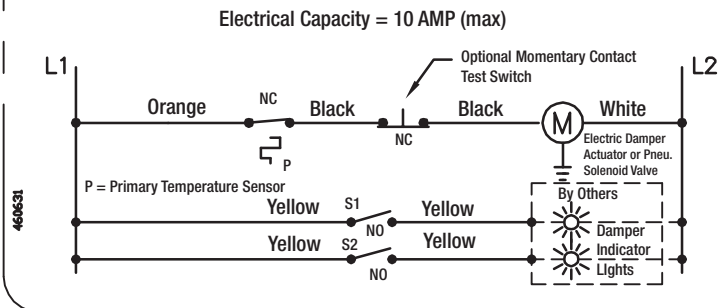 Electrical Capacity = 10 AMP (max)
L1
L2
Optional Momentary Contact
Test Switch
Orange
NC
Black
NC
Black
M
White
Electric Damper
Actuator or Pneu.
Solenoid Valve
P
P = Primary Temperature Sensor
By Others
Yellow
S1
NO
Yellow
Yellow
S2
NO
Yellow
Damper
Indicator
LIghts
460631